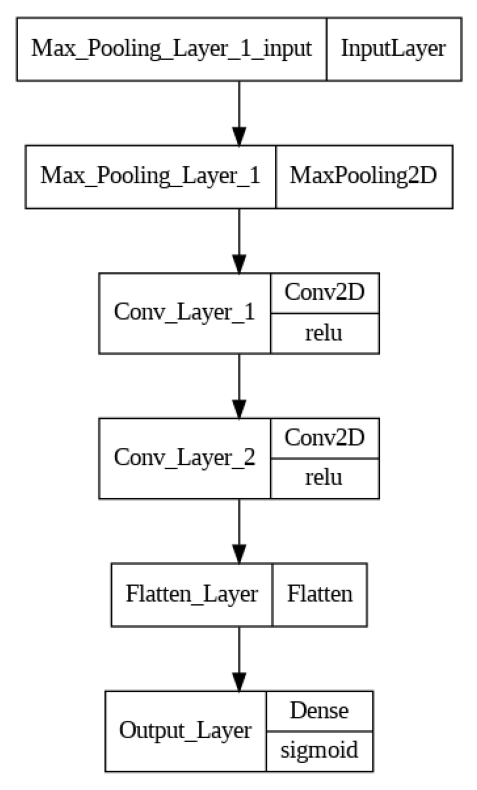 Max_Pooling_Layer_1_input InputLayer
Max_Pooling_Layer_1 MaxPooling2D
Conv_Layer_1 Conv2D
relu
Conv_Layer_2 Conv2D
relu
Flatten_Layer Flatten
Output_Layer Dense
sigmoid